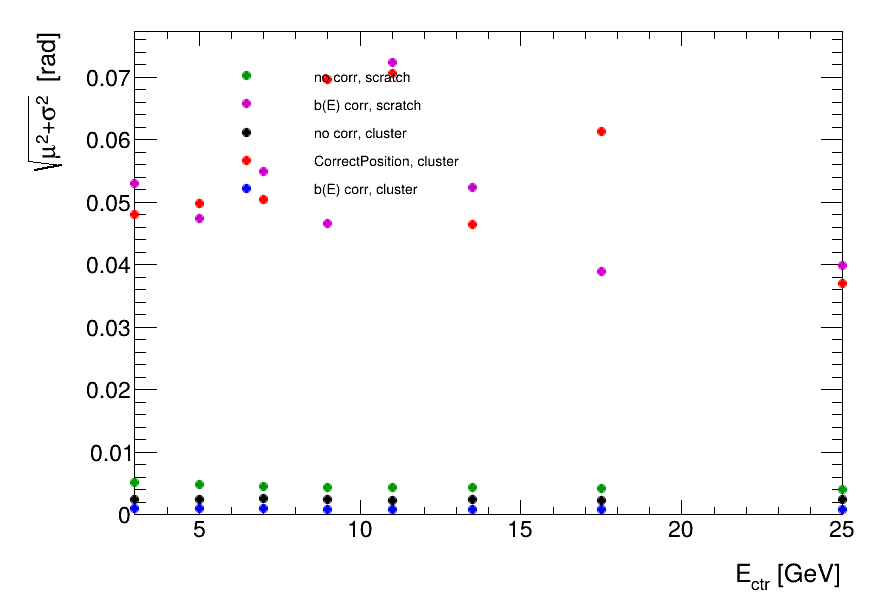 √μ²+σ² [rad]
0.07
0.06
0.05
0.04
0.03
0.02
0.01
0
no corr, scratch
b(E) corr, scratch
no corr, cluster
CorrectPosition, cluster
b(E) corr, cluster
5 10 15 20 25
E_ctr [GeV]